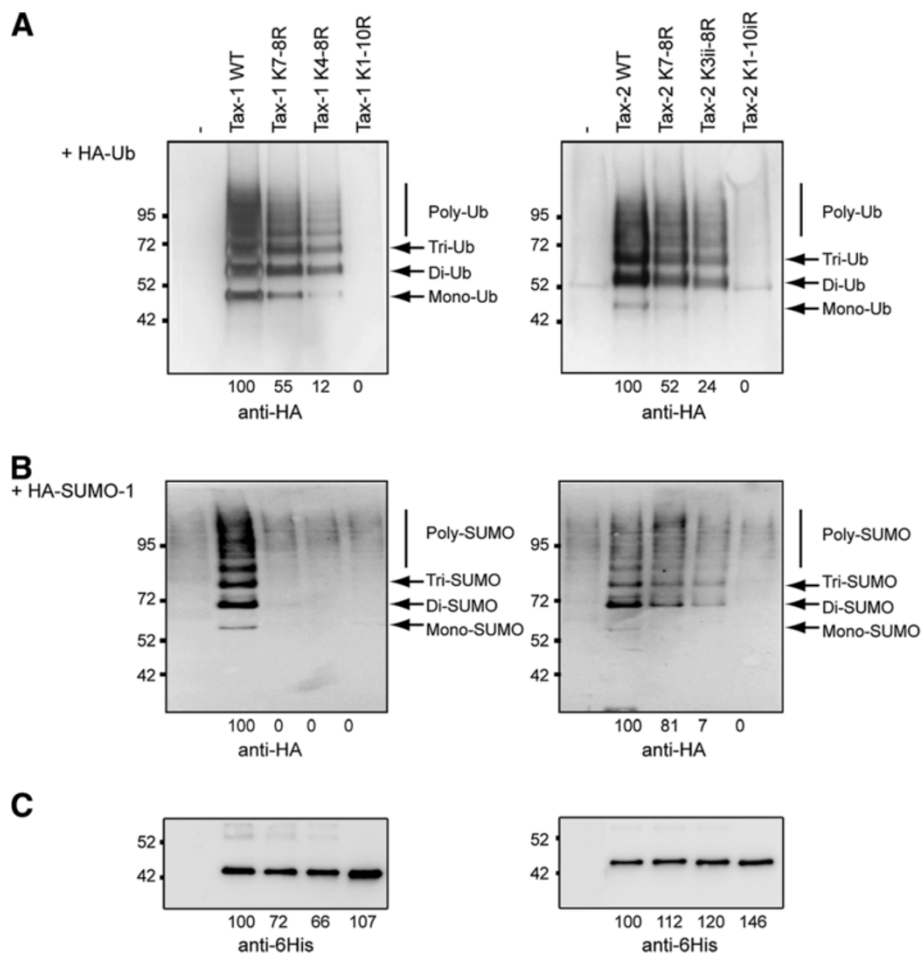 A
-
Tax-1 WT
Tax-1 K7-8R
Tax-1 K4-8R
Tax-1 K1-10R
-
Tax-2 WT
Tax-2 K7-8R
Tax-2 K3ii-8R
Tax-2 K1-10iR
+ HA-Ub
95
72
52
42
Poly-Ub
Tri-Ub
Di-Ub
Mono-Ub
100 55 12 0
anti-HA
95
72
52
42
Poly-Ub
Tri-Ub
Di-Ub
Mono-Ub
100 52 24 0
anti-HA
B
+ HA-SUMO-1
95
72
52
42
Poly-SUMO
Tri-SUMO
Di-SUMO
Mono-SUMO
100 0 0 0
anti-HA
95
72
52
42
Poly-SUMO
Tri-SUMO
Di-SUMO
Mono-SUMO
100 81 7 0
anti-HA
C
52
42
100 72 66 107
anti-6His
52
42
100 112 120 146
anti-6His